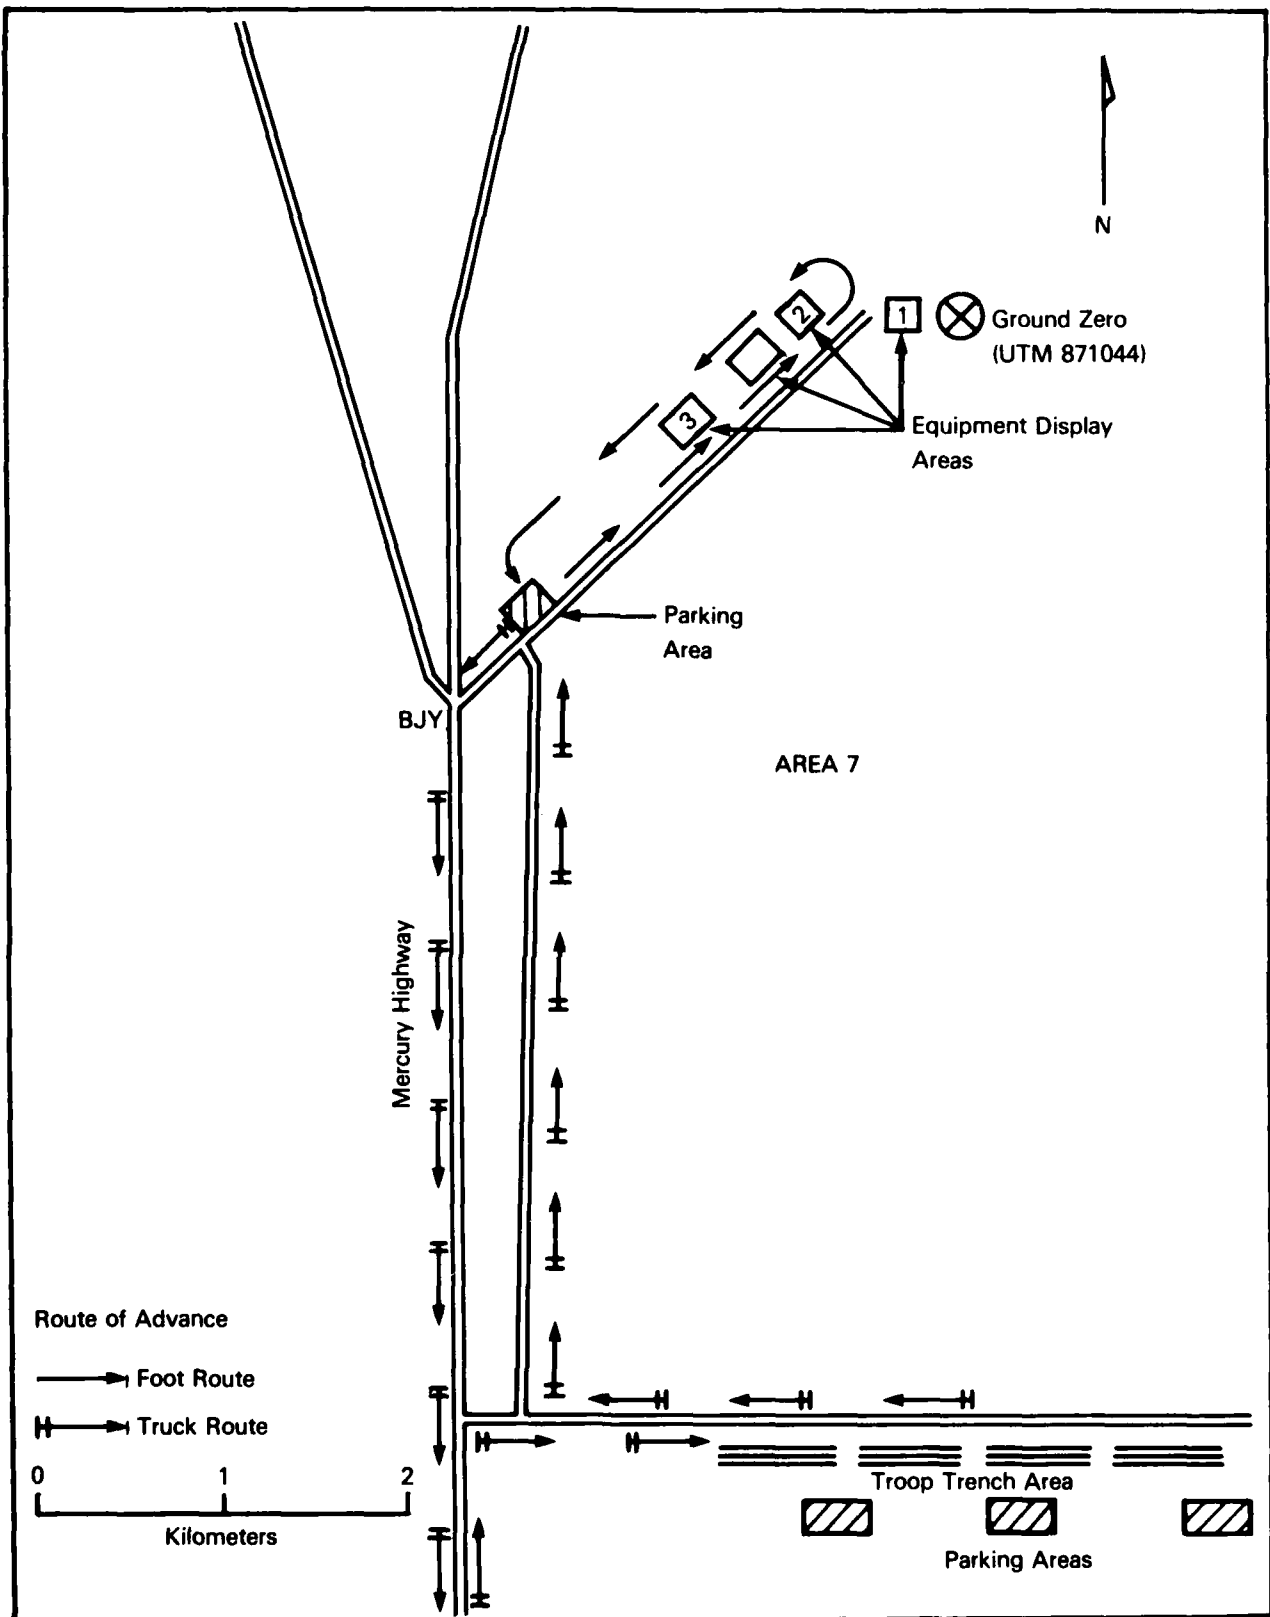 N
2
1
Ground Zero
(UTM 871044)
3
Equipment Display
Areas
Parking
Area
BJY
AREA 7
Mercury Highway
Route of Advance
Foot Route
Truck Route
0 1 2
Kilometers
Troop Trench Area
Parking Areas